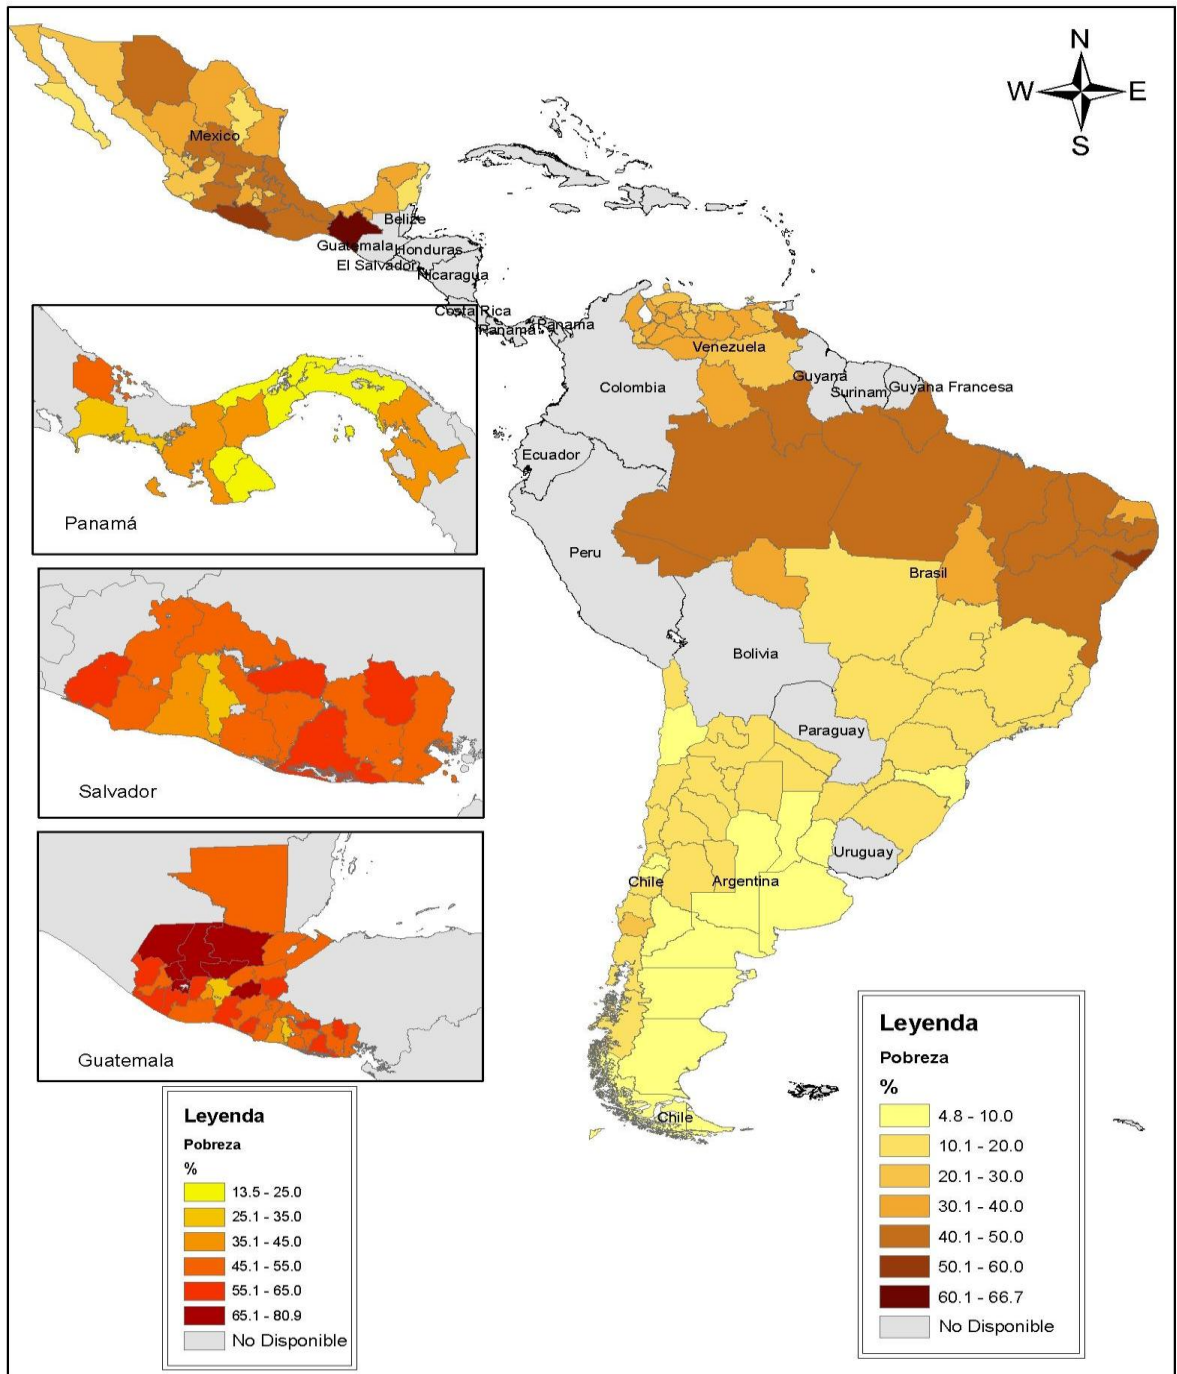 N
W E
S
Mexico
Belize
Guatemala
Honduras
El Salvador
Nicaragua
Costa Rica
Panamá
Panama
Venezuela
Guyana
Surinam
Guyana Francesa
Colombia
Ecuador
Peru
Brasil
Bolivia
Paraguay
Uruguay
Chile
Argentina
Chile
Panamá
Salvador
Guatemala
Leyenda
Pobreza
%
13.5 - 25.0
25.1 - 35.0
35.1 - 45.0
45.1 - 55.0
55.1 - 65.0
65.1 - 80.9
No Disponible
Leyenda
Pobreza
%
4.8 - 10.0
10.1 - 20.0
20.1 - 30.0
30.1 - 40.0
40.1 - 50.0
50.1 - 60.0
60.1 - 66.7
No Disponible